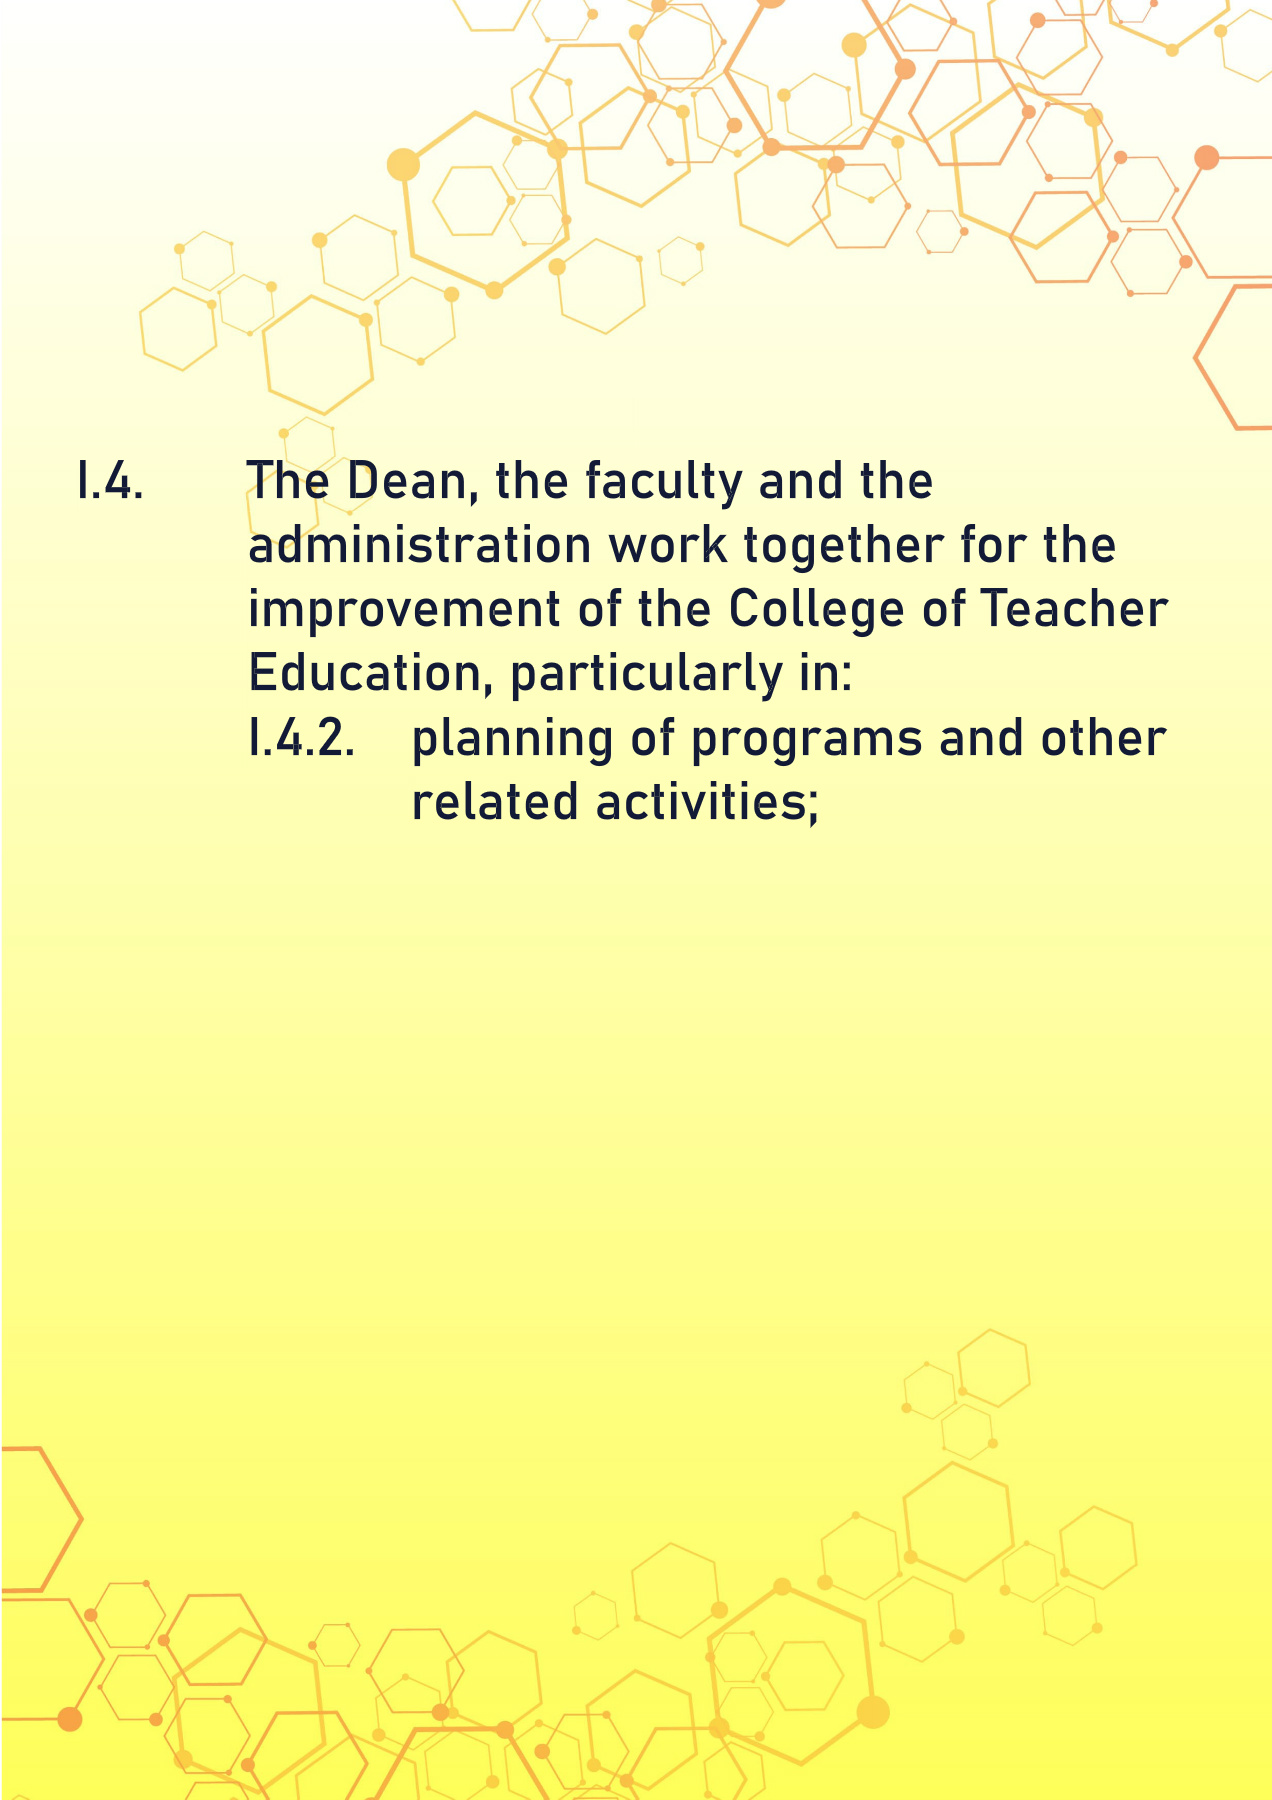 I.4. The Dean, the faculty and the
administration work together for the
improvement of the College of Teacher
Education, particularly in:
I.4.2. planning of programs and other
related activities;